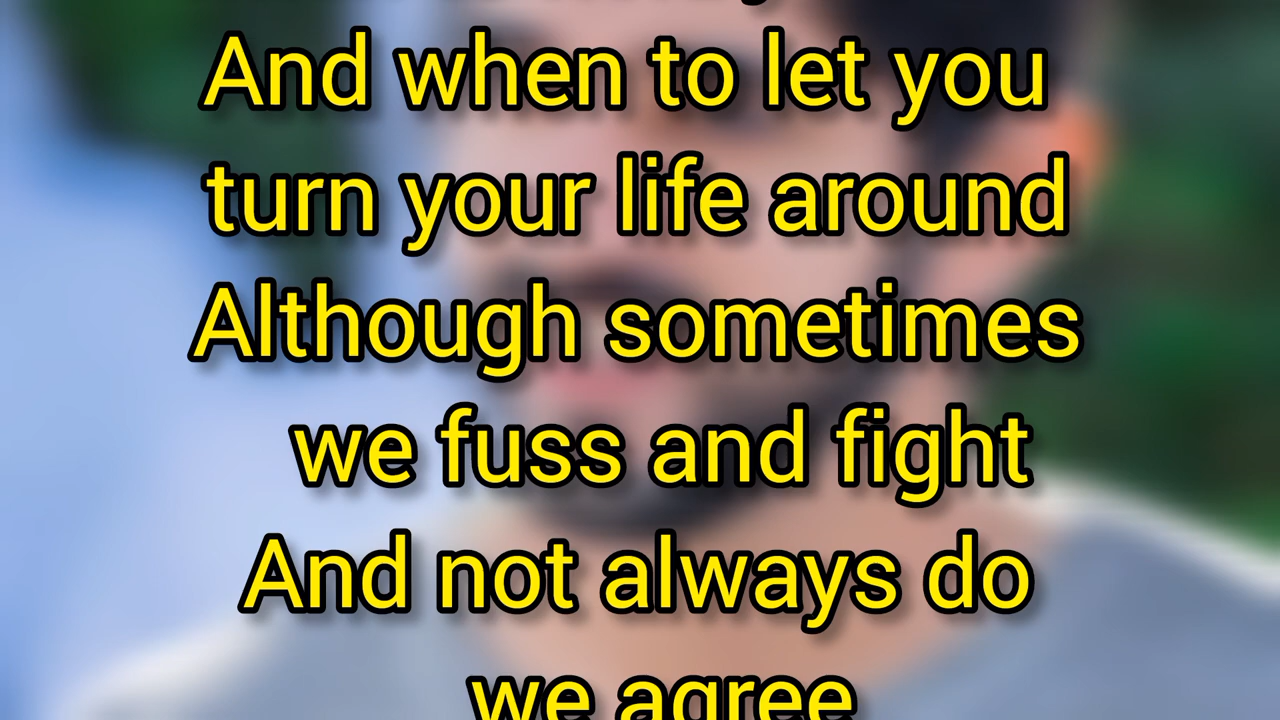 And when to let you
turn your life around
Although sometimes
we fuss and fight
And not always do
we agree